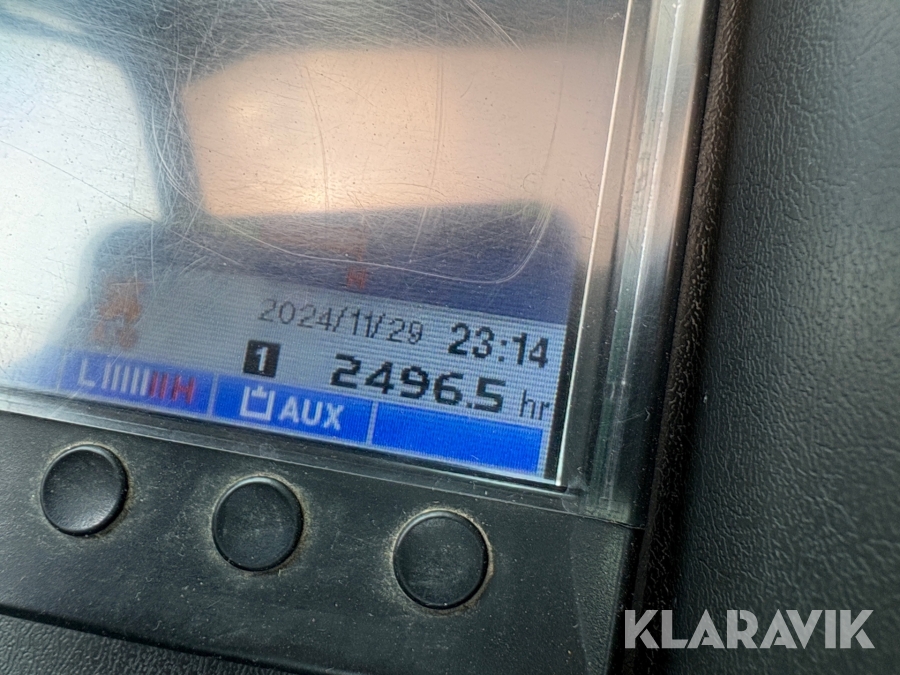 2024/11/29 23:14
1 2496.5 hr
L H AUX
KLARAVIK